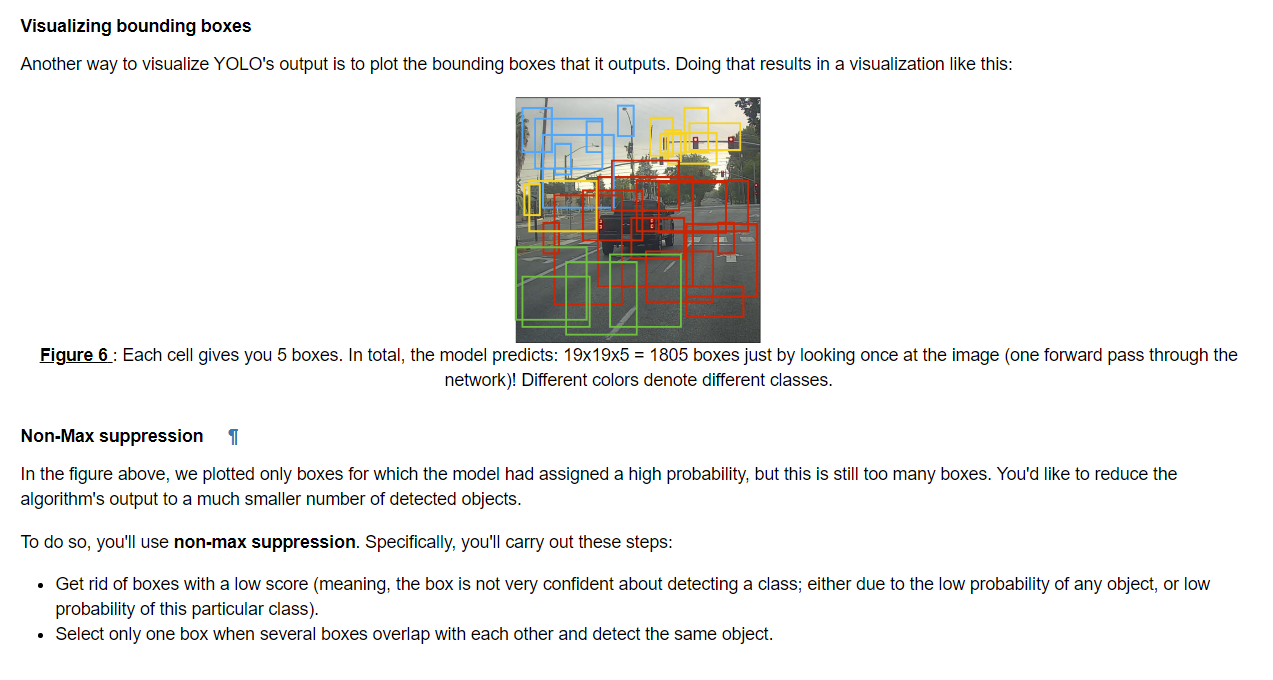 Visualizing bounding boxes
Another way to visualize YOLO's output is to plot the bounding boxes that it outputs. Doing that results in a visualization like this:
Figure 6 : Each cell gives you 5 boxes. In total, the model predicts: 19x19x5 = 1805 boxes just by looking once at the image (one forward pass through the
network)! Different colors denote different classes.
Non-Max suppression ¶
In the figure above, we plotted only boxes for which the model had assigned a high probability, but this is still too many boxes. You'd like to reduce the
algorithm's output to a much smaller number of detected objects.
To do so, you'll use non-max suppression. Specifically, you'll carry out these steps:
• Get rid of boxes with a low score (meaning, the box is not very confident about detecting a class; either due to the low probability of any object, or low
probability of this particular class).
• Select only one box when several boxes overlap with each other and detect the same object.